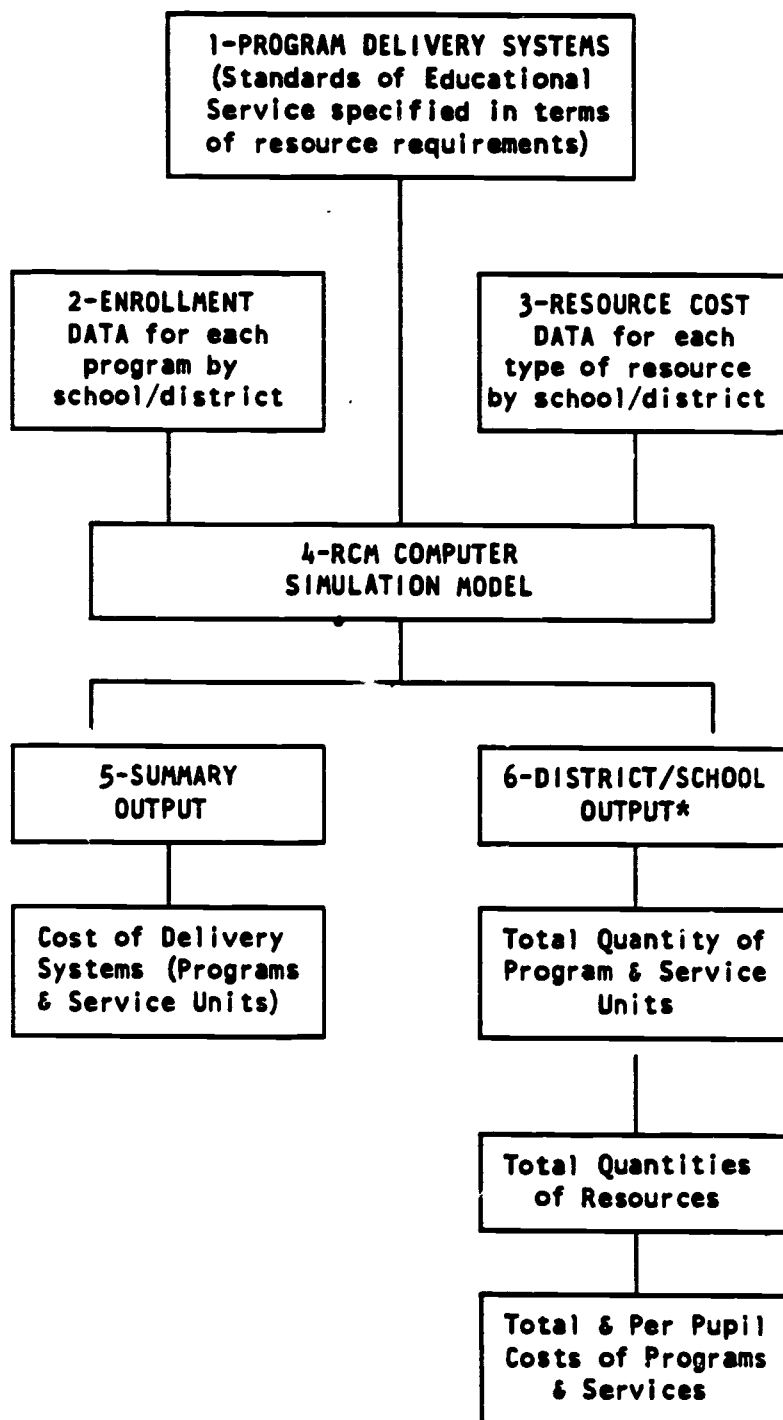 1-PROGRAM DELIVERY SYSTEMS
(Standards of Educational
Service specified in terms
of resource requirements)
2-ENROLLMENT
DATA for each
program by
school/district
3-RESOURCE COST
DATA for each
type of resource
by school/district
4-RCM COMPUTER
SIMULATION MODEL
5-SUMMARY
OUTPUT
6-DISTRICT/SCHOOL
OUTPUT*
Cost of Delivery
Systems (Programs
& Service Units)
Total Quantity of
Program & Service
Units
Total Quantities
of Resources
Total & Per Pupil
Costs of Programs
& Services